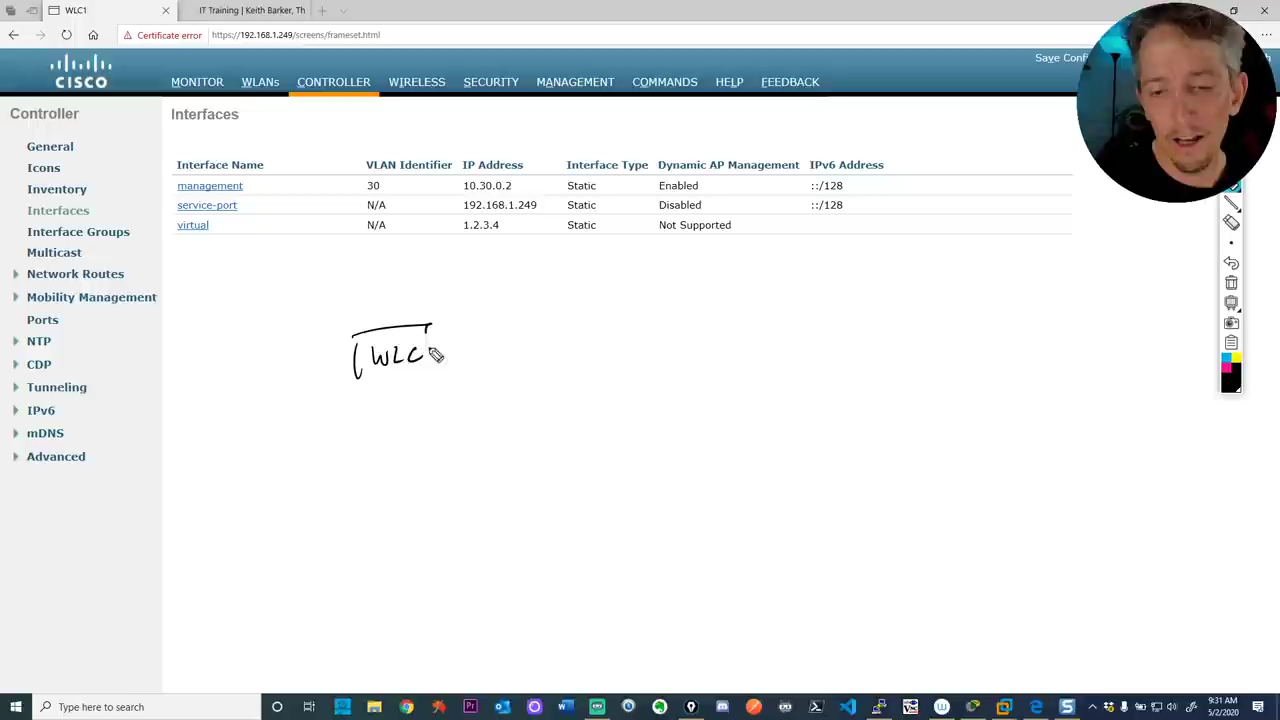 WLC1
IT Training | Keith Barker, Th
Certificate error
https://192.168.1.249/screens/frameset.html
Save Conf
CISCO
MONITOR WLANs CONTROLLER WIRELESS SECURITY MANAGEMENT COMMANDS HELP FEEDBACK
Controller
General
Icons
Inventory
Interfaces
Interface Groups
Multicast
Network Routes
Mobility Management
Ports
NTP
CDP
Tunneling
IPv6
mDNS
Advanced
Interfaces
Interface Name VLAN Identifier IP Address Interface Type Dynamic AP Management IPv6 Address
management 30 10.30.0.2 Static Enabled ::/128
service-port N/A 192.168.1.249 Static Disabled ::/128
virtual N/A 1.2.3.4 Static Not Supported
WLC
Type here to search
9:31 AM
5/2/2020